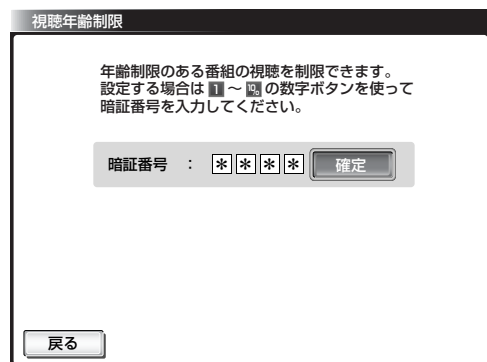 視聴年齢制限
年齢制限のある番組の視聴を制限できます。
設定する場合は 1 ～ 10 の数字ボタンを使って
暗証番号を入力してください。
暗証番号 ： ＊＊＊＊ 確定
戻る